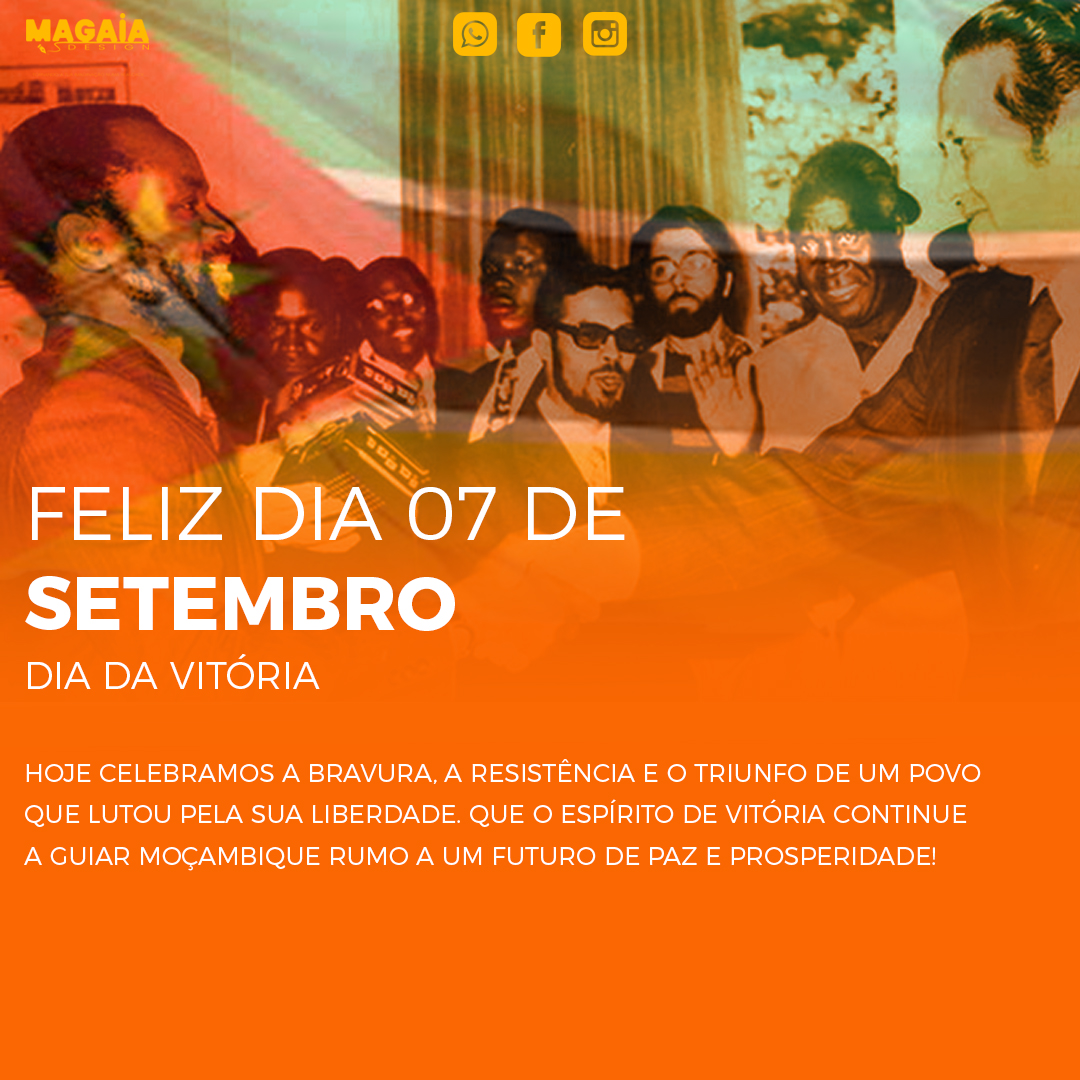 MAGAIA
DESIGN
FELIZ DIA 07 DE
SETEMBRO
DIA DA VITÓRIA
HOJE CELEBRAMOS A BRAVURA, A RESISTÊNCIA E O TRIUNFO DE UM POVO
QUE LUTOU PELA SUA LIBERDADE. QUE O ESPÍRITO DE VITÓRIA CONTINUE
A GUIAR MOÇAMBIQUE RUMO A UM FUTURO DE PAZ E PROSPERIDADE!